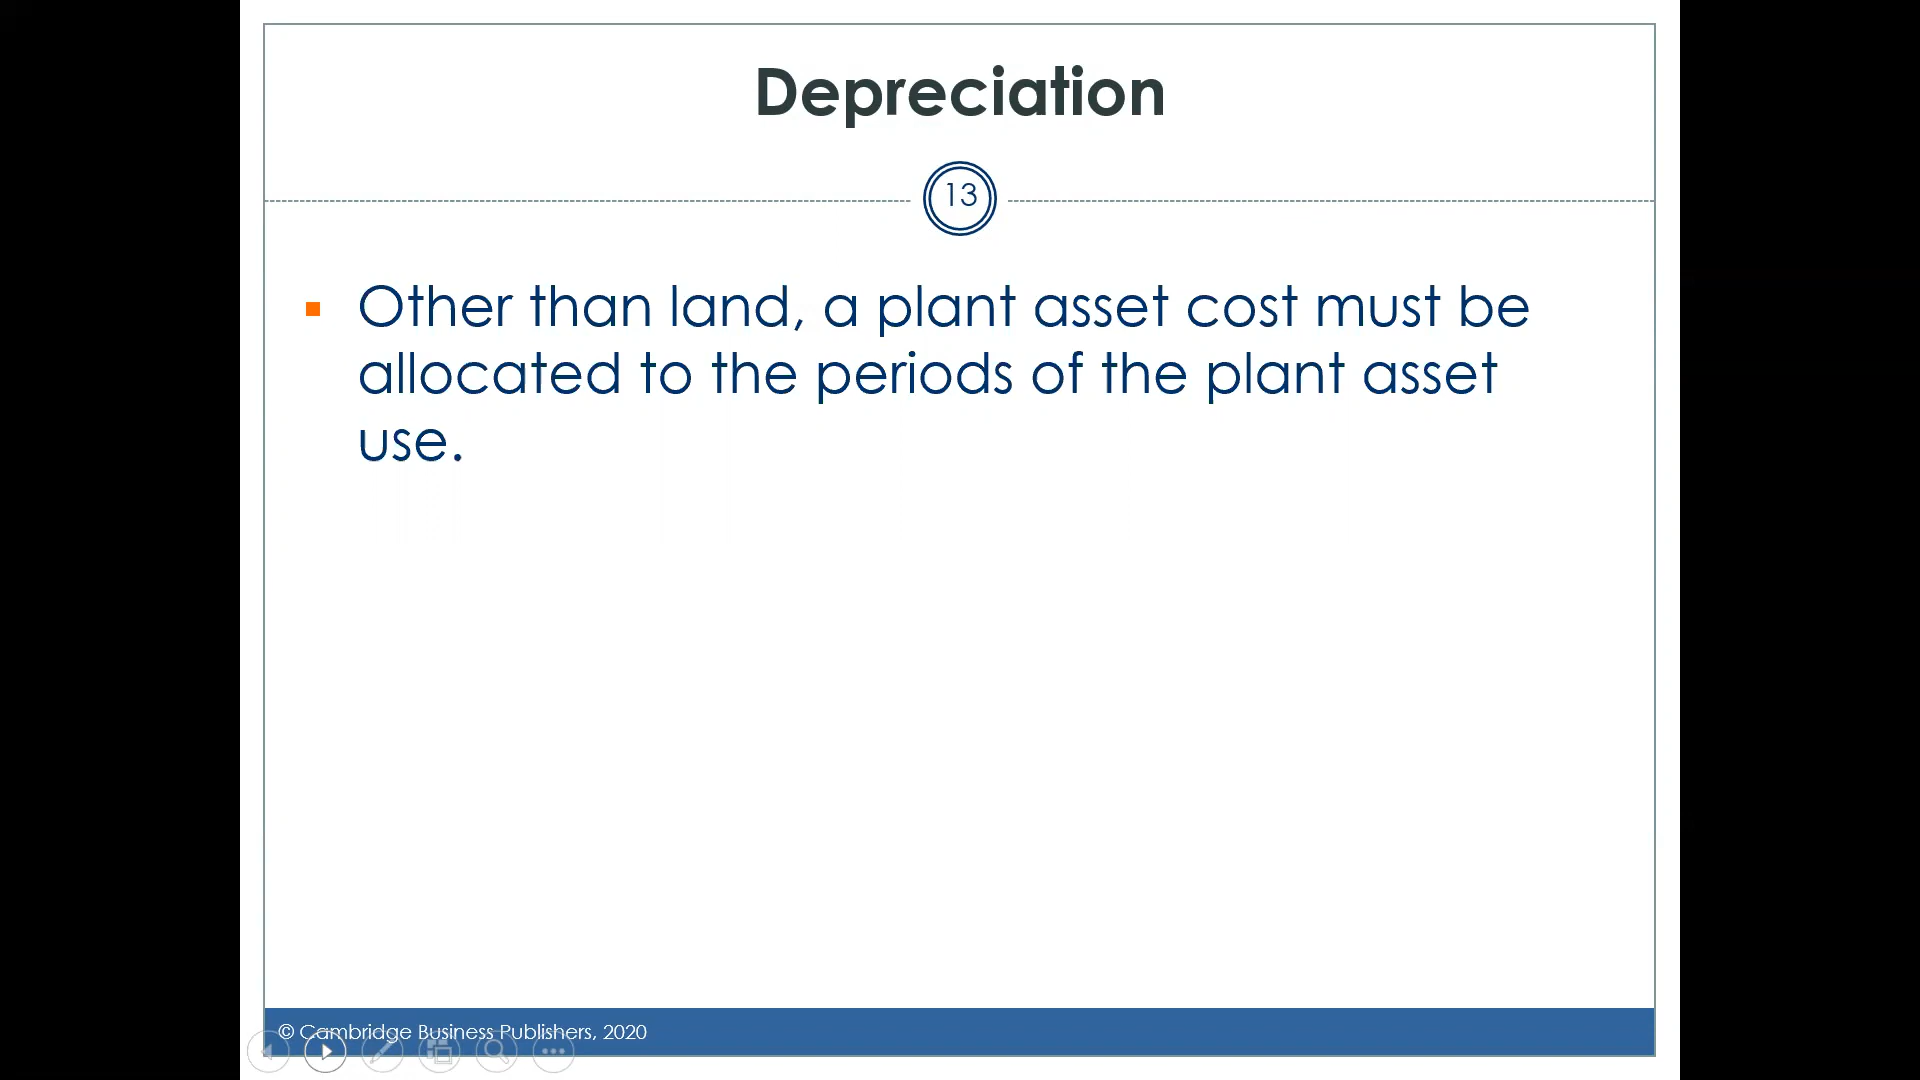 Depreciation
13
Other than land, a plant asset cost must be
allocated to the periods of the plant asset
use.
© Cambridge Business Publishers, 2020